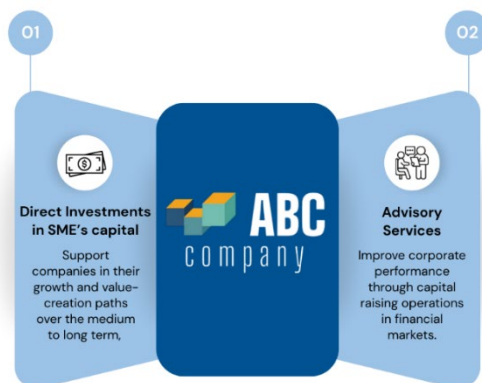 01
Direct Investments
in SME's capital
Support
companies in their
growth and value-
creation paths
over the medium
to long term,
ABC
company
02
Advisory
Services
Improve corporate
performance
through capital
raising operations
in financial
markets.